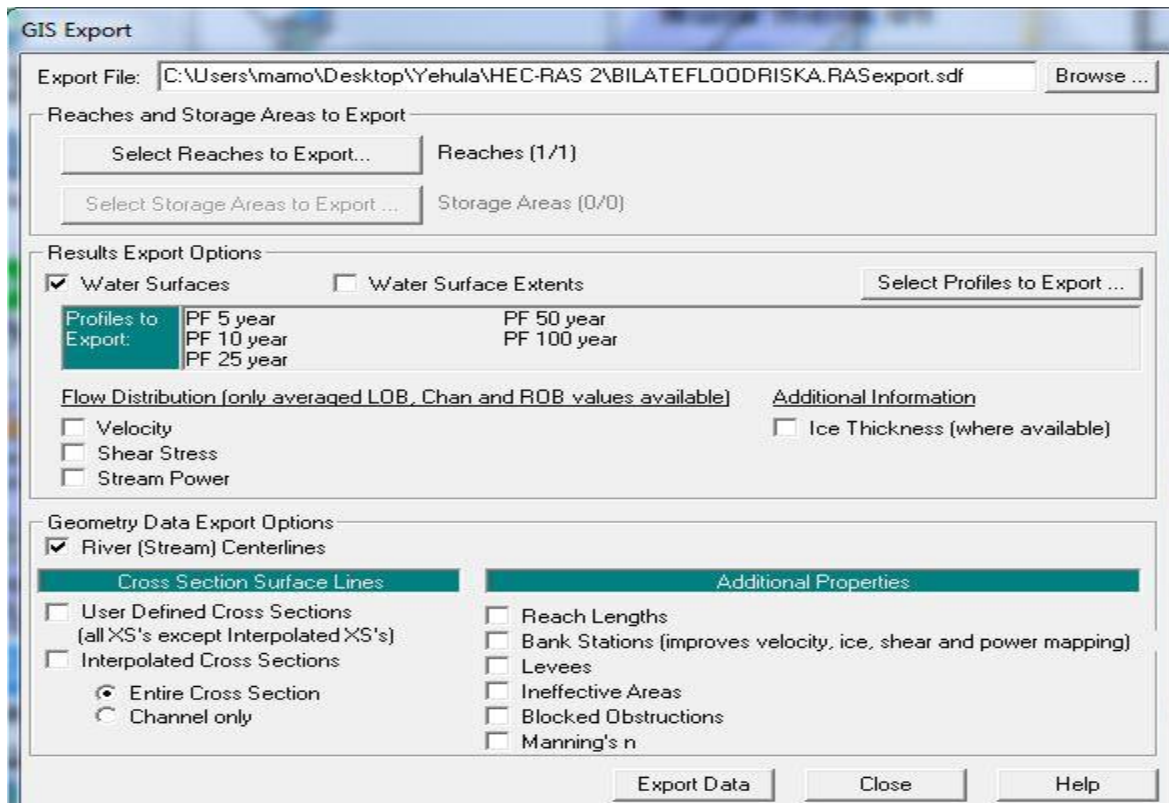 GIS Export
Export File: C:\Users\mamo\Desktop\Yehula\HEC-RAS 2\BILATEFLOODRISKA.RASexport.sdf Browse ...
Reaches and Storage Areas to Export
Select Reaches to Export... Reaches (1/1)
Select Storage Areas to Export ... Storage Areas (0/0)
Results Export Options
Water Surfaces Water Surface Extents Select Profiles to Export ...
Profiles to Export: PF 5 year PF 50 year
PF 10 year PF 100 year
PF 25 year
Flow Distribution (only averaged LOB, Chan and ROB values available) Additional Information
Velocity Ice Thickness (where available)
Shear Stress
Stream Power
Geometry Data Export Options
River (Stream) Centerlines
Cross Section Surface Lines Additional Properties
User Defined Cross Sections Reach Lengths
(all XS's except Interpolated XS's) Bank Stations (improves velocity, ice, shear and power mapping)
Interpolated Cross Sections Levees
Entire Cross Section Ineffective Areas
Channel only Blocked Obstructions
Manning's n
Export Data Close Help